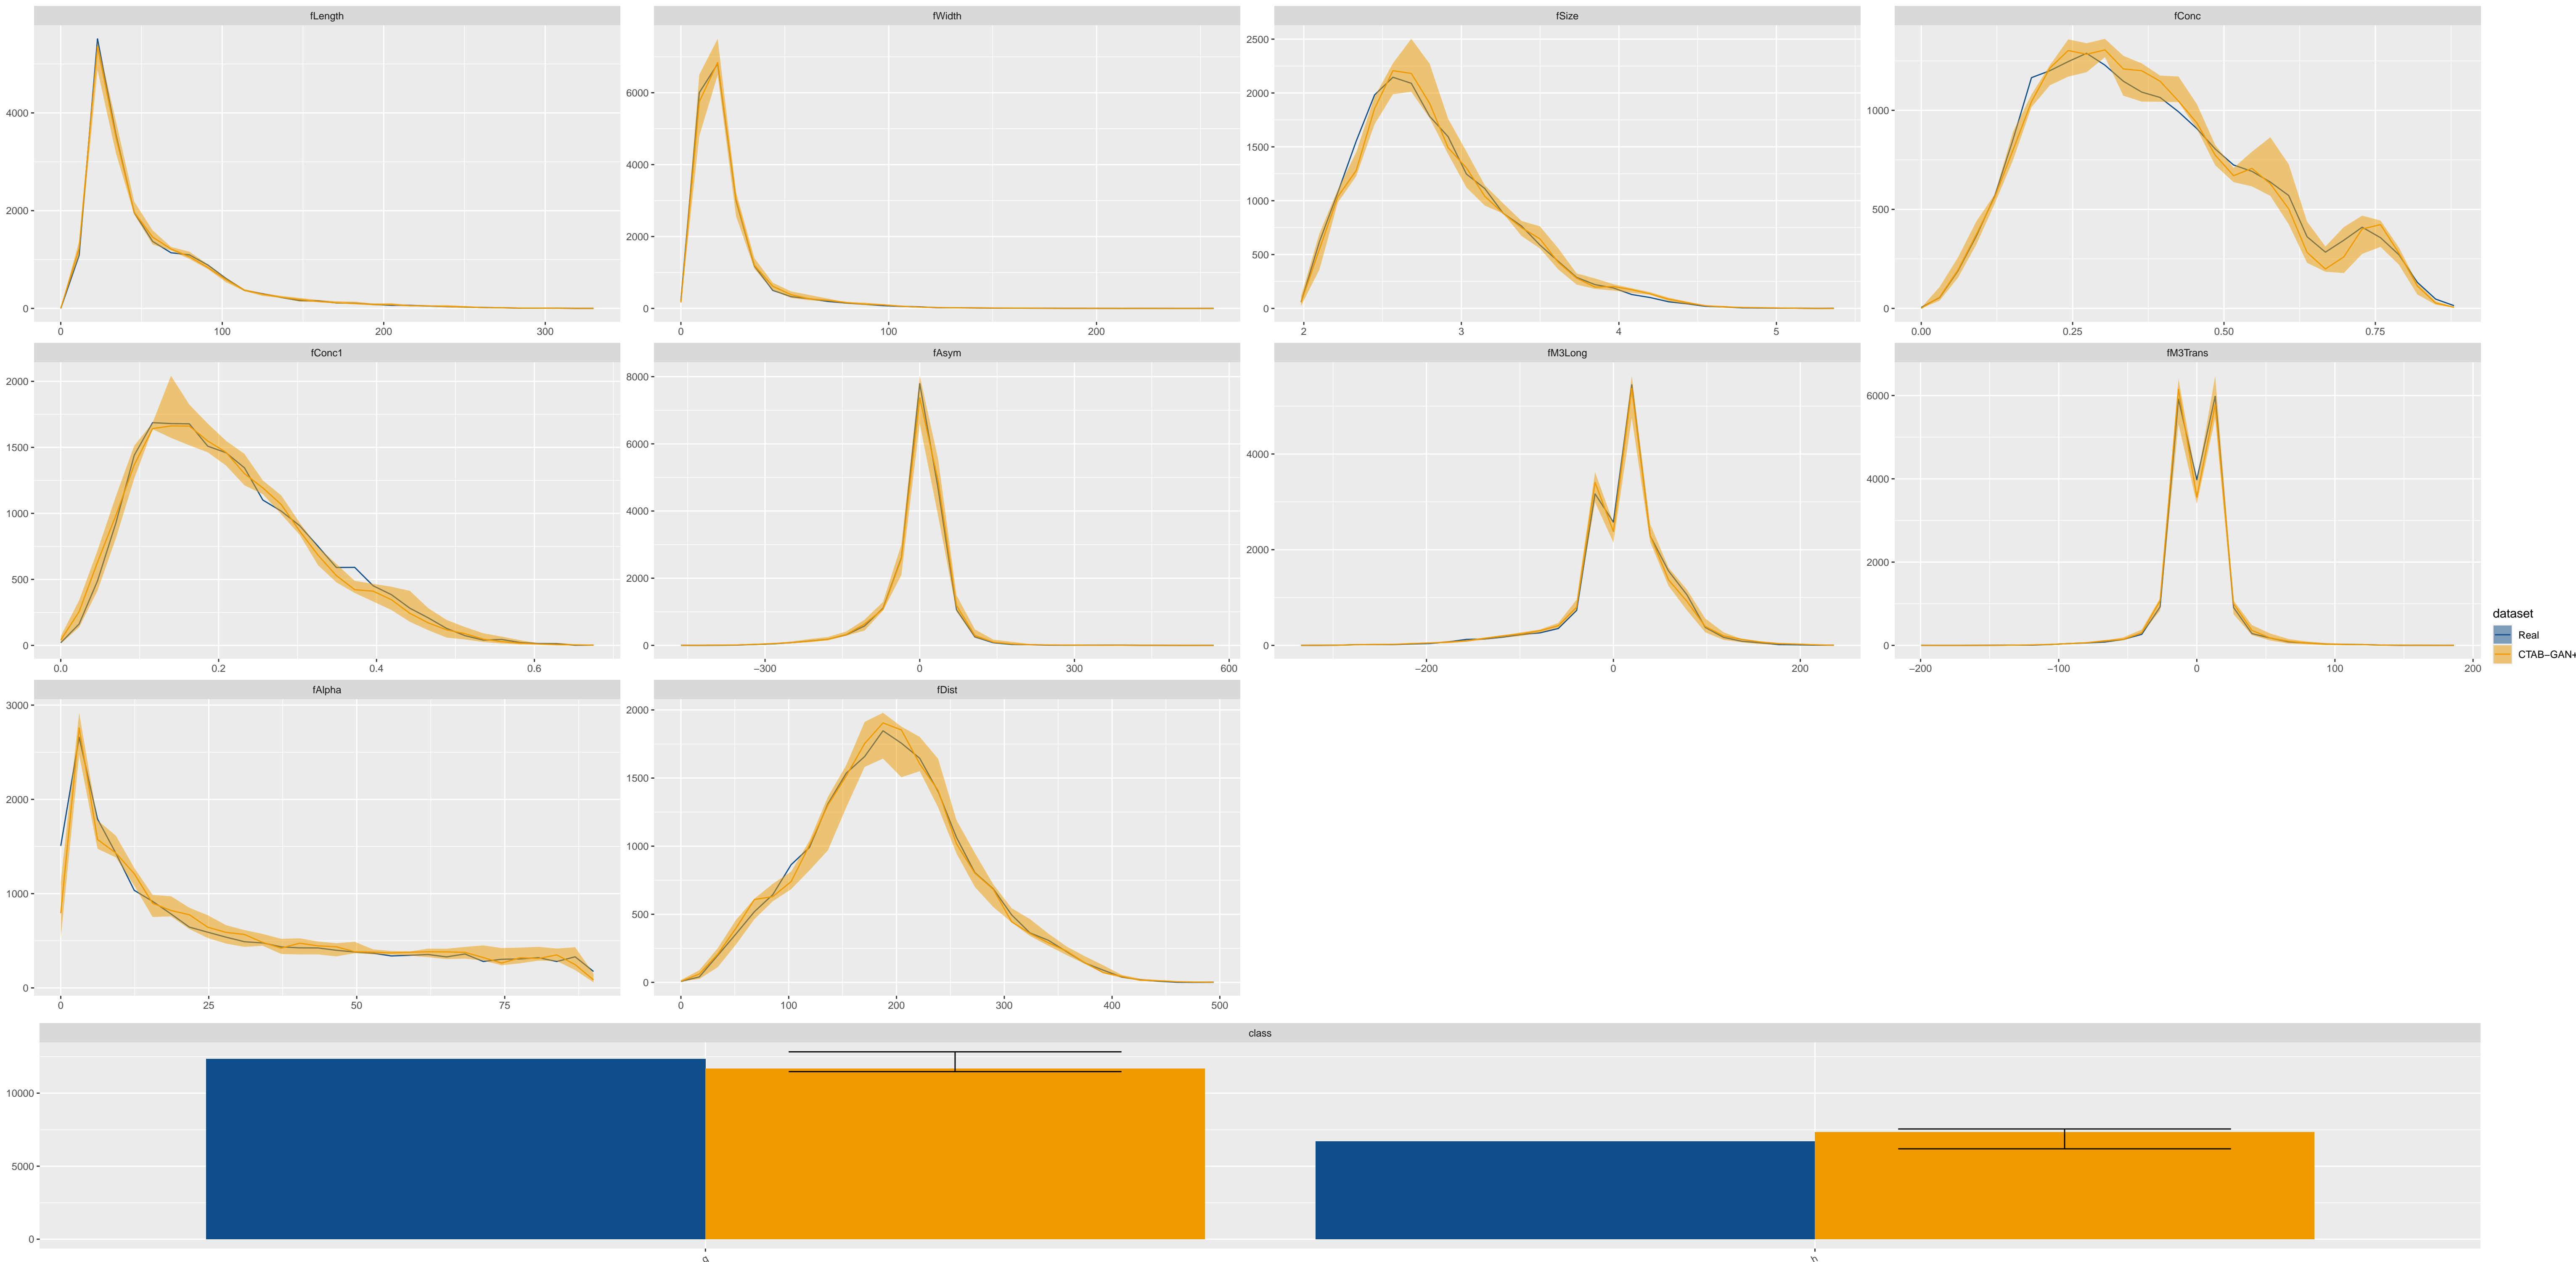 fLength fWidth fSize fConc
4000
2000
0
0 100 200 300
6000
4000
2000
0
0 100 200
2500
2000
1500
1000
500
0
2 3 4 5
1000
500
0
0.00 0.25 0.50 0.75
fConc1 fAsym fM3Long fM3Trans
2000
1500
1000
500
0
0.0 0.2 0.4 0.6
8000
6000
4000
2000
0
−300 0 300 600
4000
2000
0
−200 0 200
6000
4000
2000
0
−200 −100 0 100 200
dataset
Real
CTAB−GAN+
fAlpha fDist
3000
2000
1000
0
0 25 50 75
2000
1500
1000
500
0
0 100 200 300 400 500
class
10000
5000
0
g h